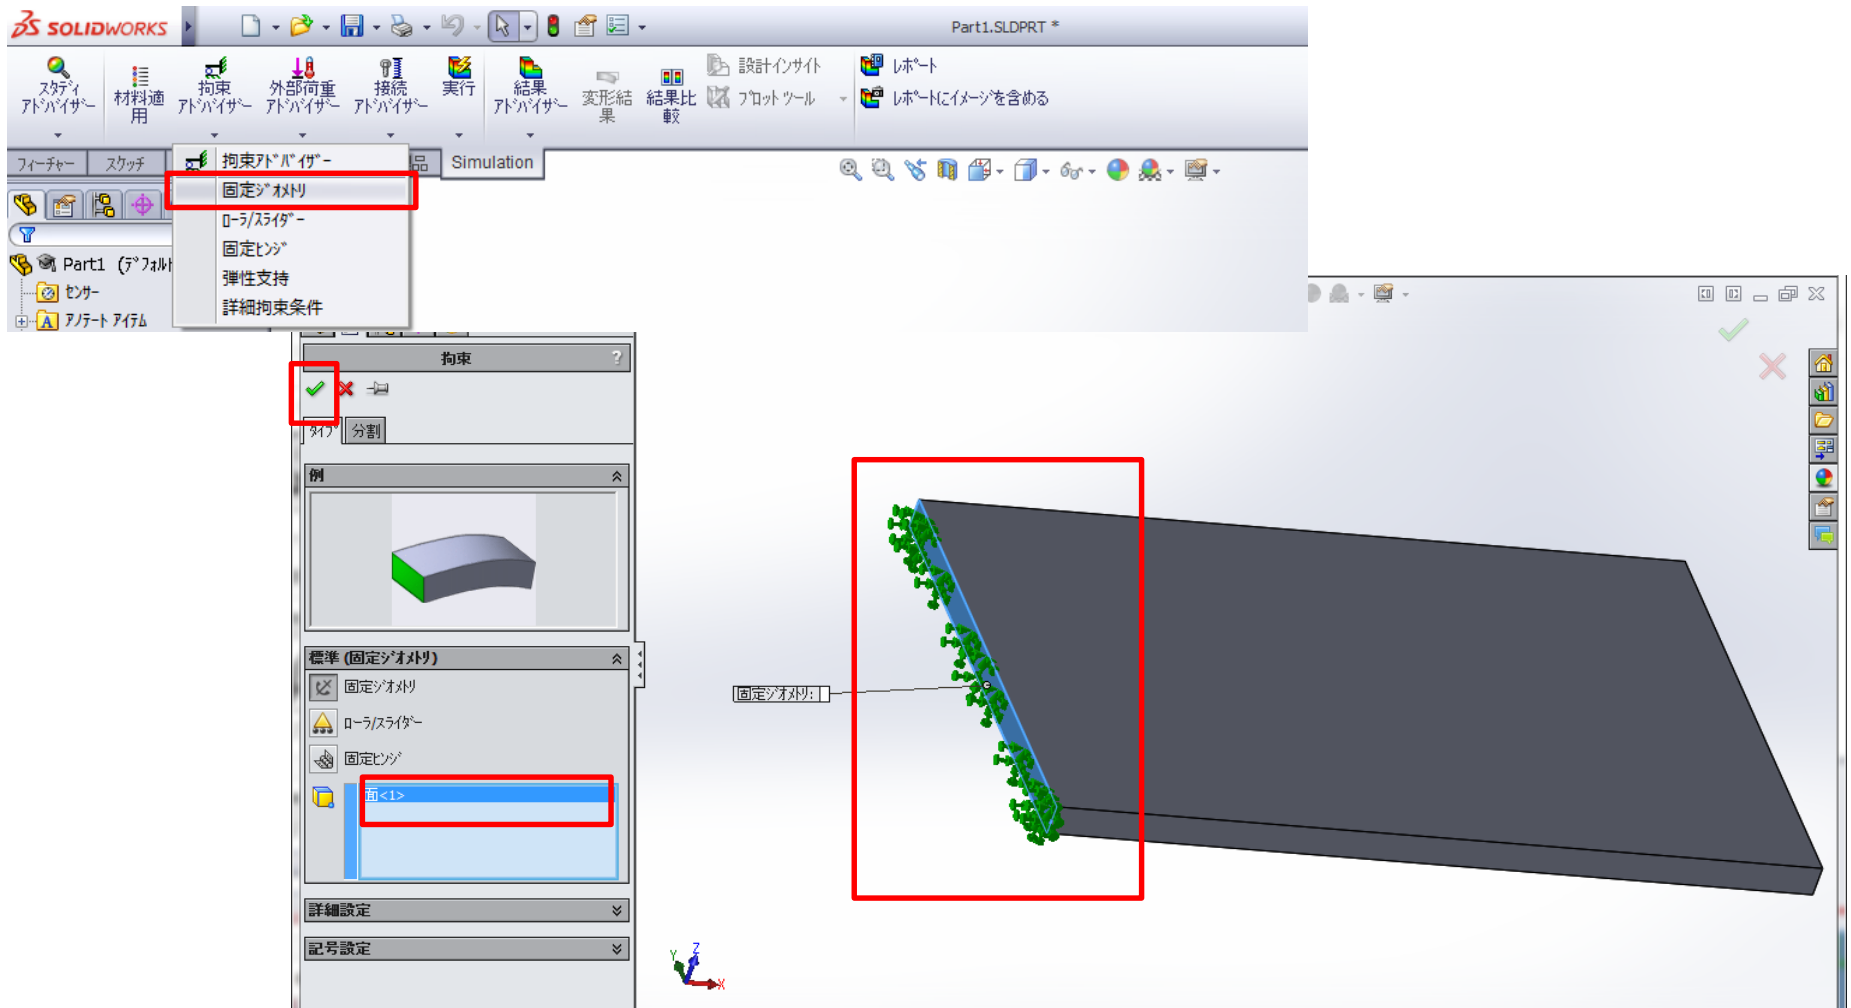 SOLIDWORKS
Part1.SLDPRT *
スタディ
アドバイザー
材料適
用
拘束
アドバイザー
外部荷重
アドバイザー
接続
アドバイザー
実行
結果
アドバイザー
変形結
果
結果比
較
設計インサイト
プロット ツール
レポート
レポートにイメージを含める
フィーチャー
スケッチ
品
Simulation
拘束アドバイザー
固定ジオメトリ
ローラ/スライダー
固定ヒンジ
弾性支持
詳細拘束条件
Part1 (デフォルト
センサー
アノテート アイテム
拘束
?
タイプ
分割
例
標準 (固定ジオメトリ)
固定ジオメトリ
ローラ/スライダー
固定ヒンジ
面<1>
詳細設定
記号設定
固定ジオメトリ:
Y
Z
X